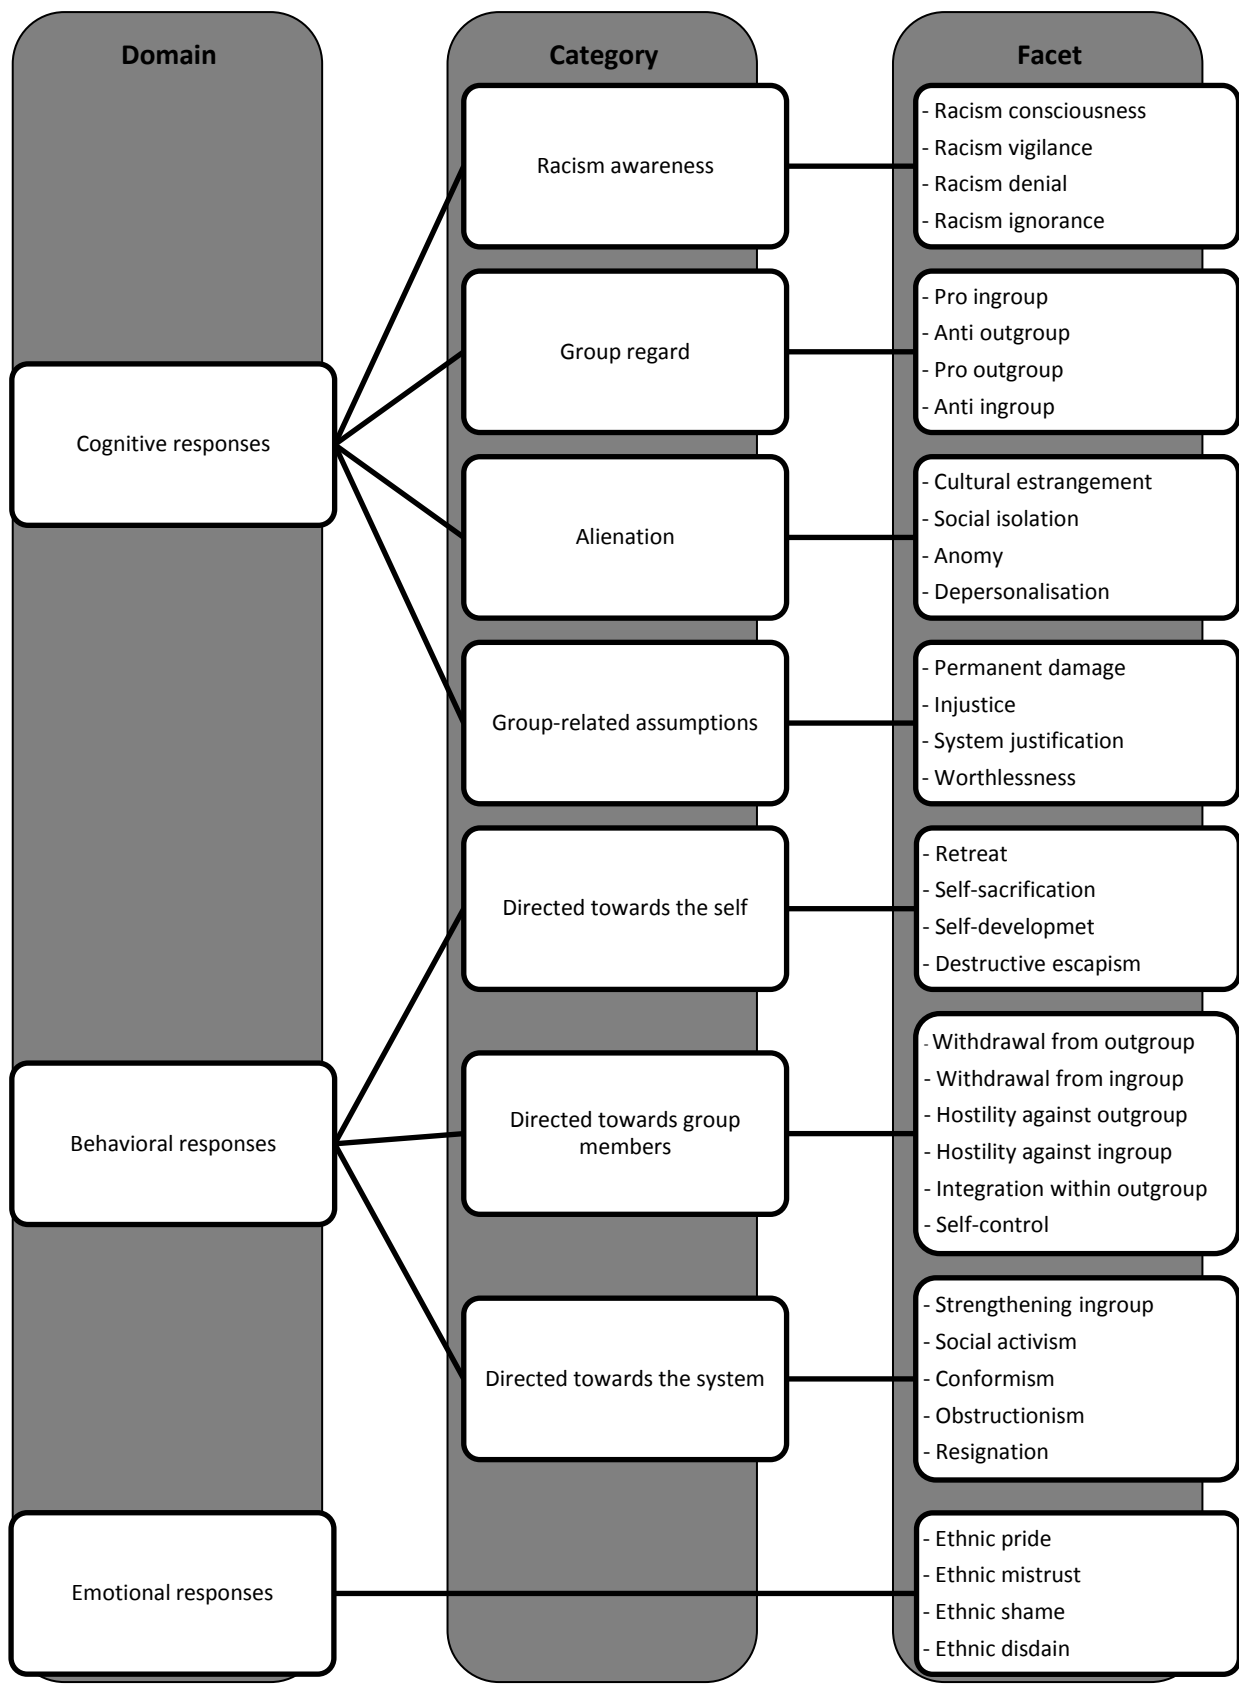 Domain
Category
Facet
Cognitive responses
Racism awareness
- Racism consciousness
- Racism vigilance
- Racism denial
- Racism ignorance
Group regard
- Pro ingroup
- Anti outgroup
- Pro outgroup
- Anti ingroup
Alienation
- Cultural estrangement
- Social isolation
- Anomy
- Depersonalisation
Group-related assumptions
- Permanent damage
- Injustice
- System justification
- Worthlessness
Behavioral responses
Directed towards the self
- Retreat
- Self-sacrification
- Self-developmet
- Destructive escapism
Directed towards group
members
- Withdrawal from outgroup
- Withdrawal from ingroup
- Hostility against outgroup
- Hostility against ingroup
- Integration within outgroup
- Self-control
Directed towards the system
- Strengthening ingroup
- Social activism
- Conformism
- Obstructionism
- Resignation
Emotional responses
- Ethnic pride
- Ethnic mistrust
- Ethnic shame
- Ethnic disdain